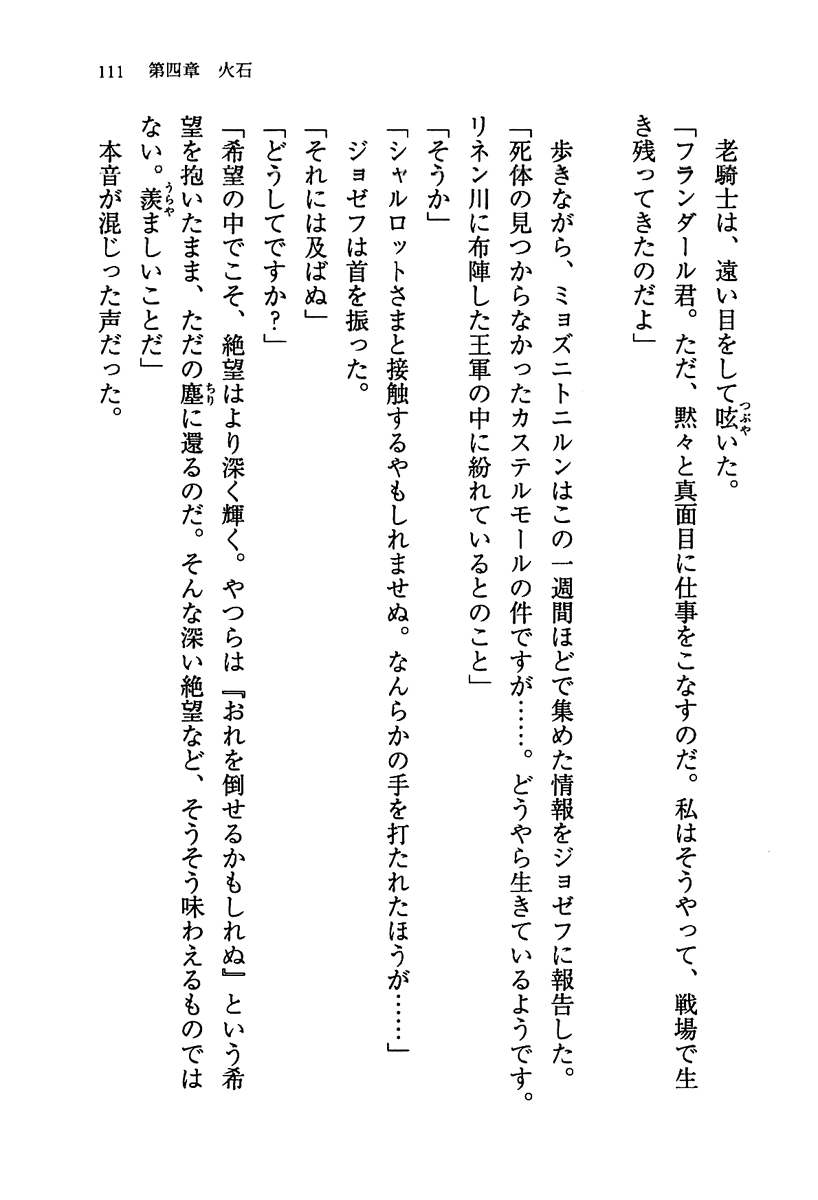 111 第四章 火石
老騎士は、遠い目をして呟いた。
「フランダール君。ただ、黙々と真面目に仕事をこなすのだ。私はそうやって、戦場で生
き残ってきたのだよ」
歩きながら、ミョズニトニルンはこの一週間ほどで集めた情報をジョゼフに報告した。
「死体の見つからなかったカステルモールの件ですが……。どうやら生きているようです。
リネン川に布陣した王軍の中に紛れているとのこと」
「そうか」
「シャルロットさまと接触するやもしれませぬ。なんらかの手を打たれたほうが……」
ジョゼフは首を振った。
「それには及ばぬ」
「どうしてですか?」
「希望の中でこそ、絶望はより深く輝く。やつらは『おれを倒せるかもしれぬ』という希
望を抱いたまま、ただの塵に還るのだ。そんな深い絶望など、そうそう味わえるものでは
ない。羨ましいことだ」
本音が混じった声だった。
つぶや
ちり
うらや